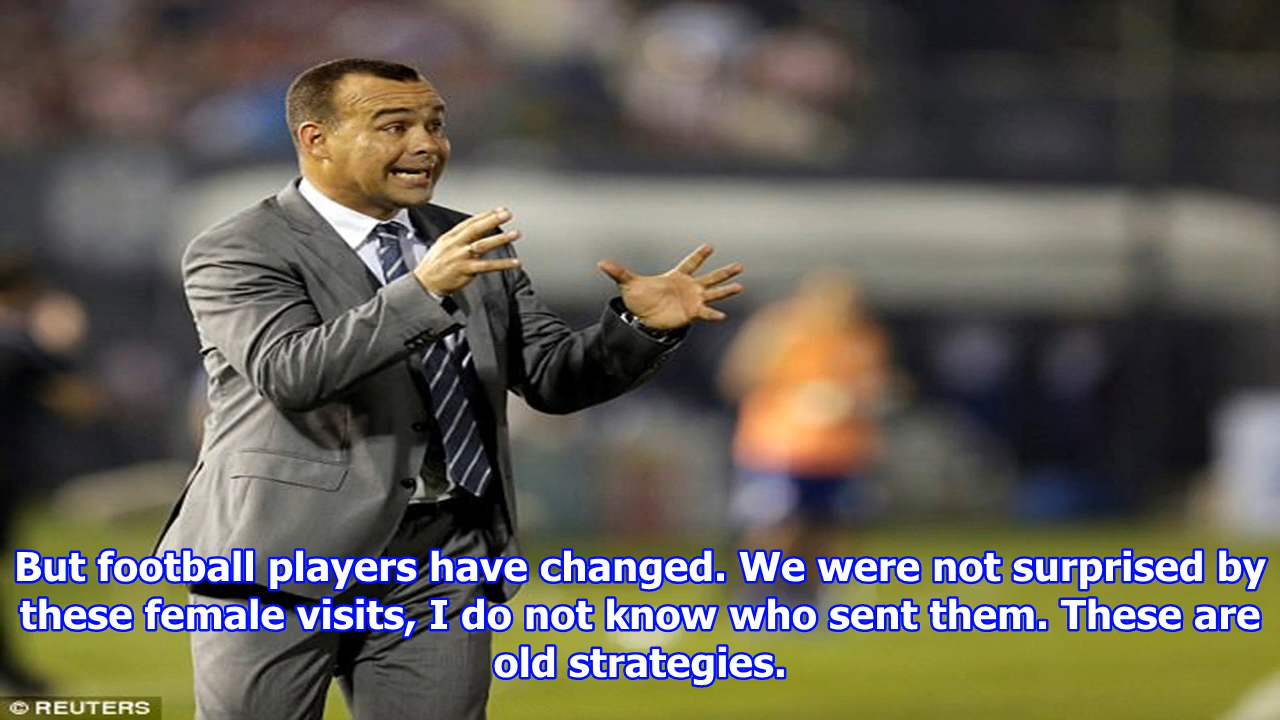 But football players have changed. We were not surprised by
these female visits, I do not know who sent them. These are
old strategies.
© REUTERS